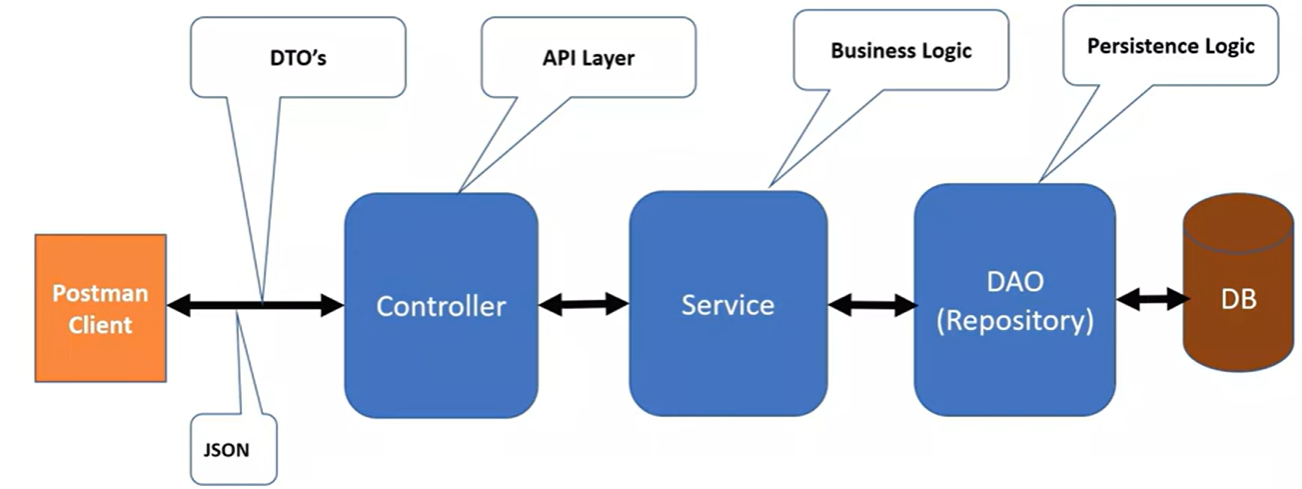 DTO’s
API Layer
Business Logic
Persistence Logic
Postman
Client
Controller
Service
DAO
(Repository)
DB
JSON